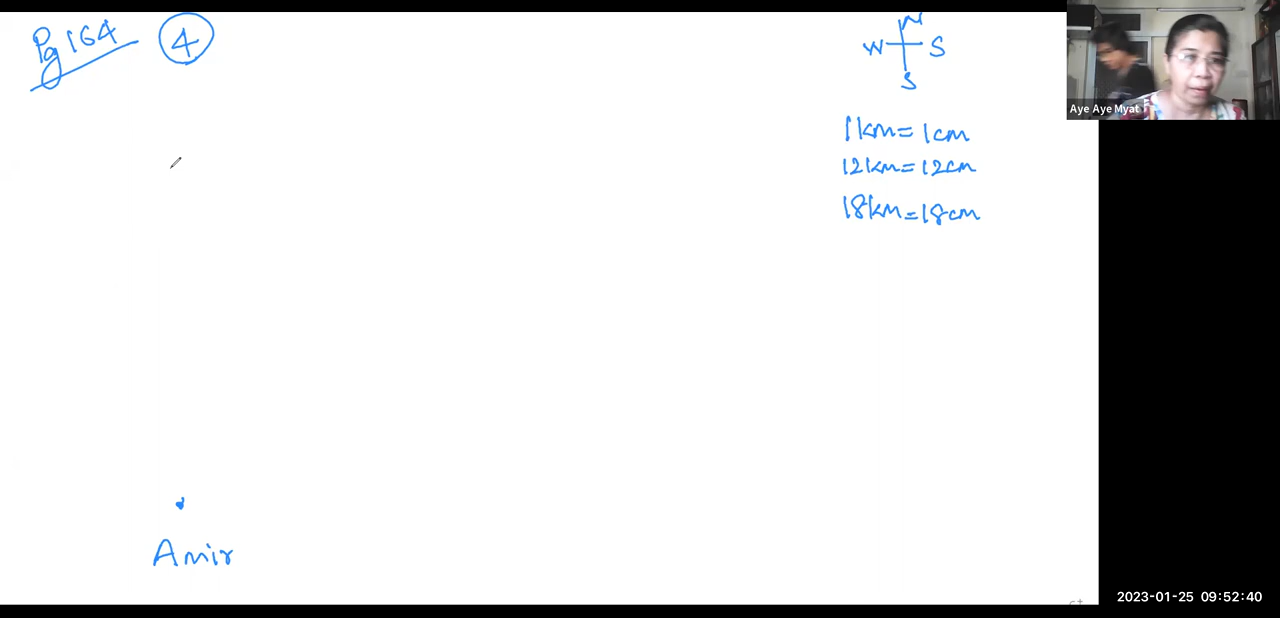 Pg 164 4
N
W S
S
1km = 1cm
12km = 12cm
18km = 18cm
Aye Aye Myat
Amir
2023-01-25 09:52:40